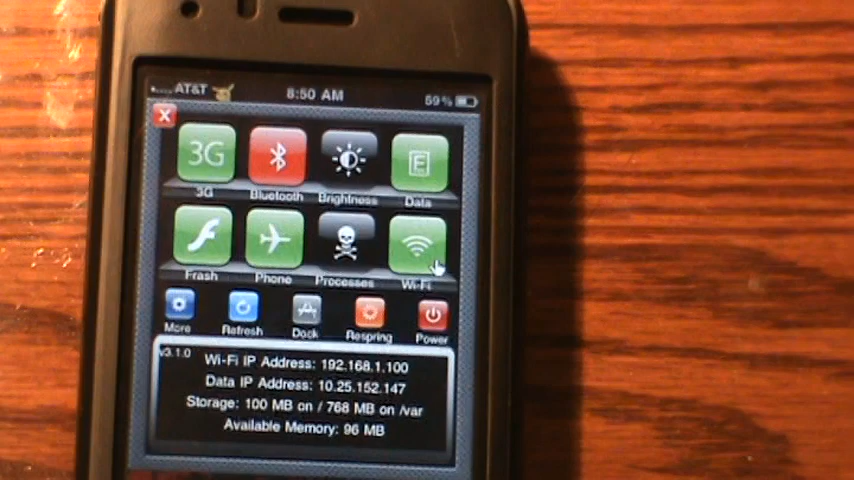 AT&T 8:50 AM 59%
X
3G
3G Bluetooth Brightness Data
Frash Phone Processes Wi-Fi
More Refresh Dock Respring Power
v3.1.0 Wi-Fi IP Address: 192.168.1.100
Data IP Address: 10.25.152.147
Storage: 100 MB on / 768 MB on /var
Available Memory: 96 MB